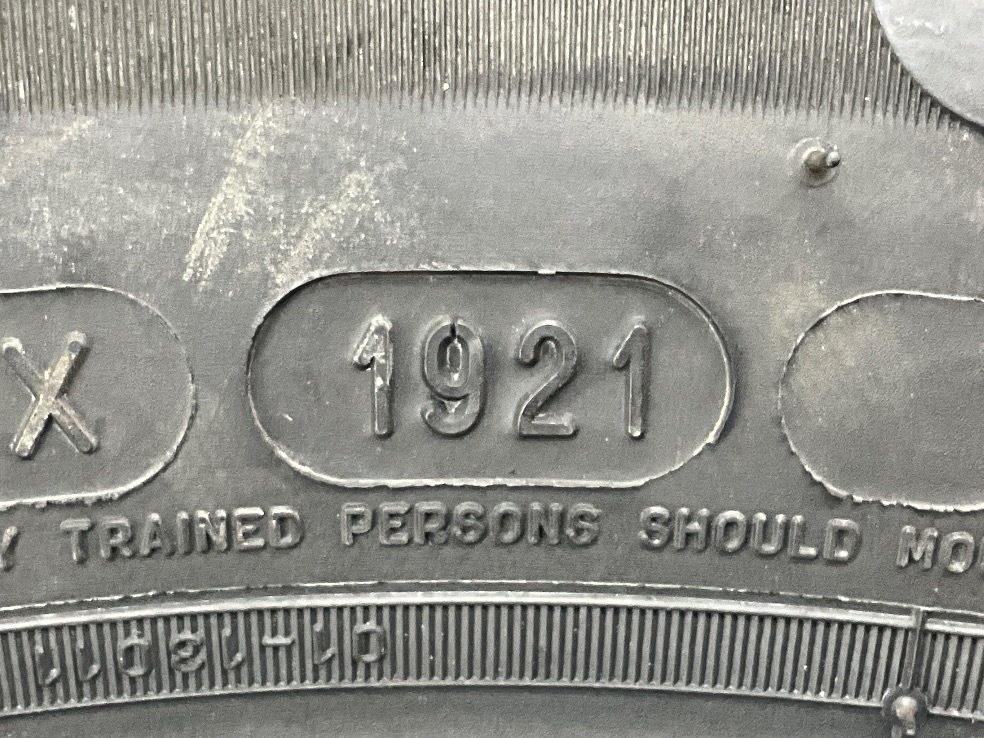 X 1921
TRAINED PERSONS SHOULD